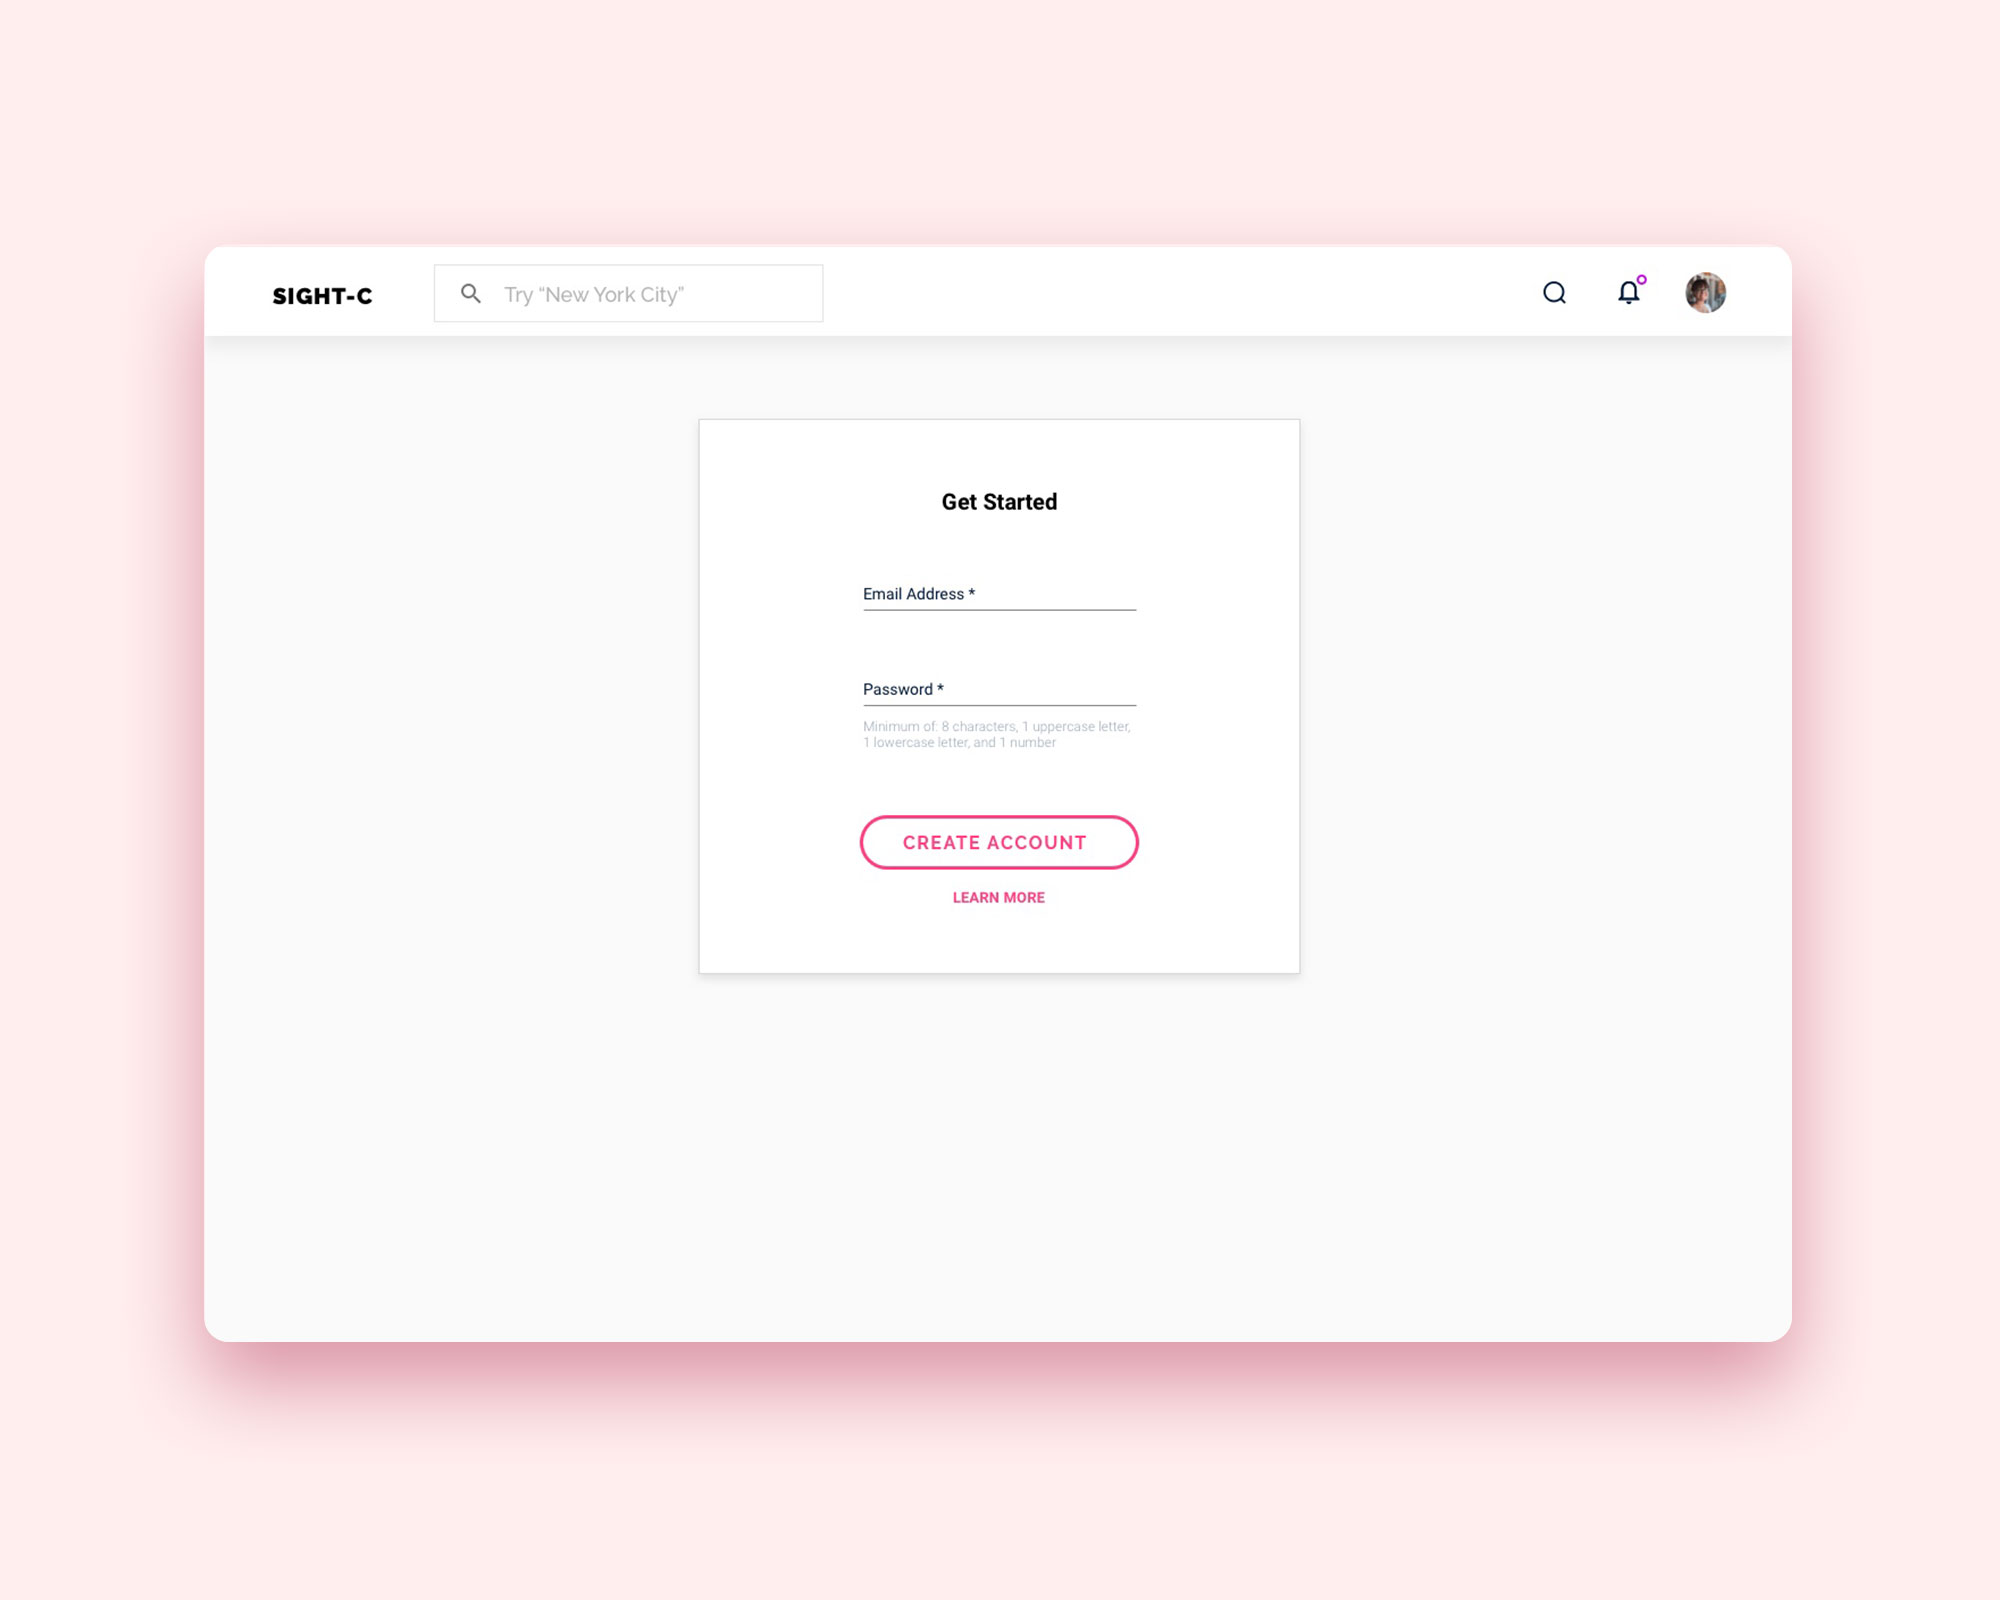 SIGHT-C
Try “New York City”
Get Started
Email Address *
Password *
Minimum of: 8 characters, 1 uppercase letter,
1 lowercase letter, and 1 number
CREATE ACCOUNT
LEARN MORE